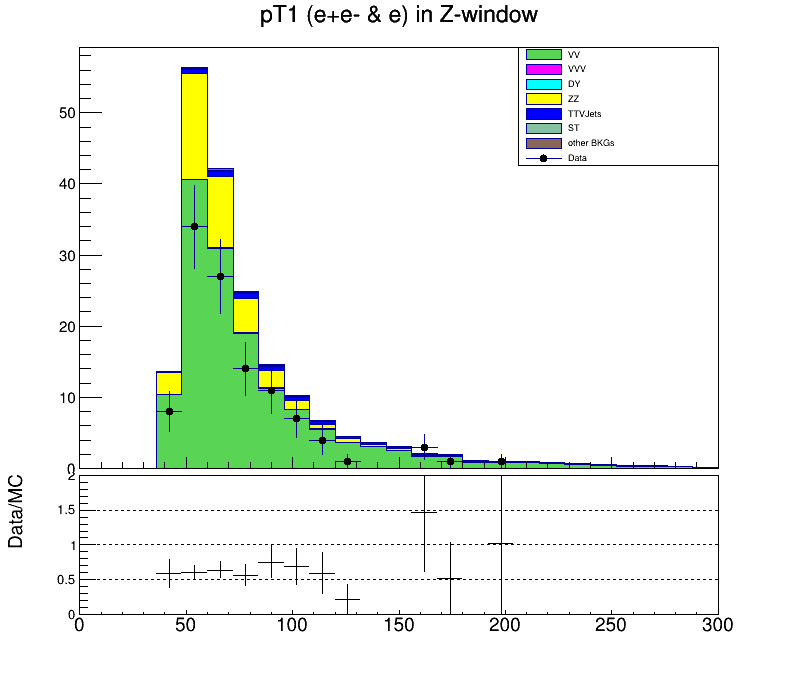 pT1 (e+e- & e) in Z-window
VV
VVV
DY
ZZ
TTVJets
ST
other BKGs
Data
50
40
30
20
10
0
Data/MC
2
1.5
1
0.5
0
0 50 100 150 200 250 300